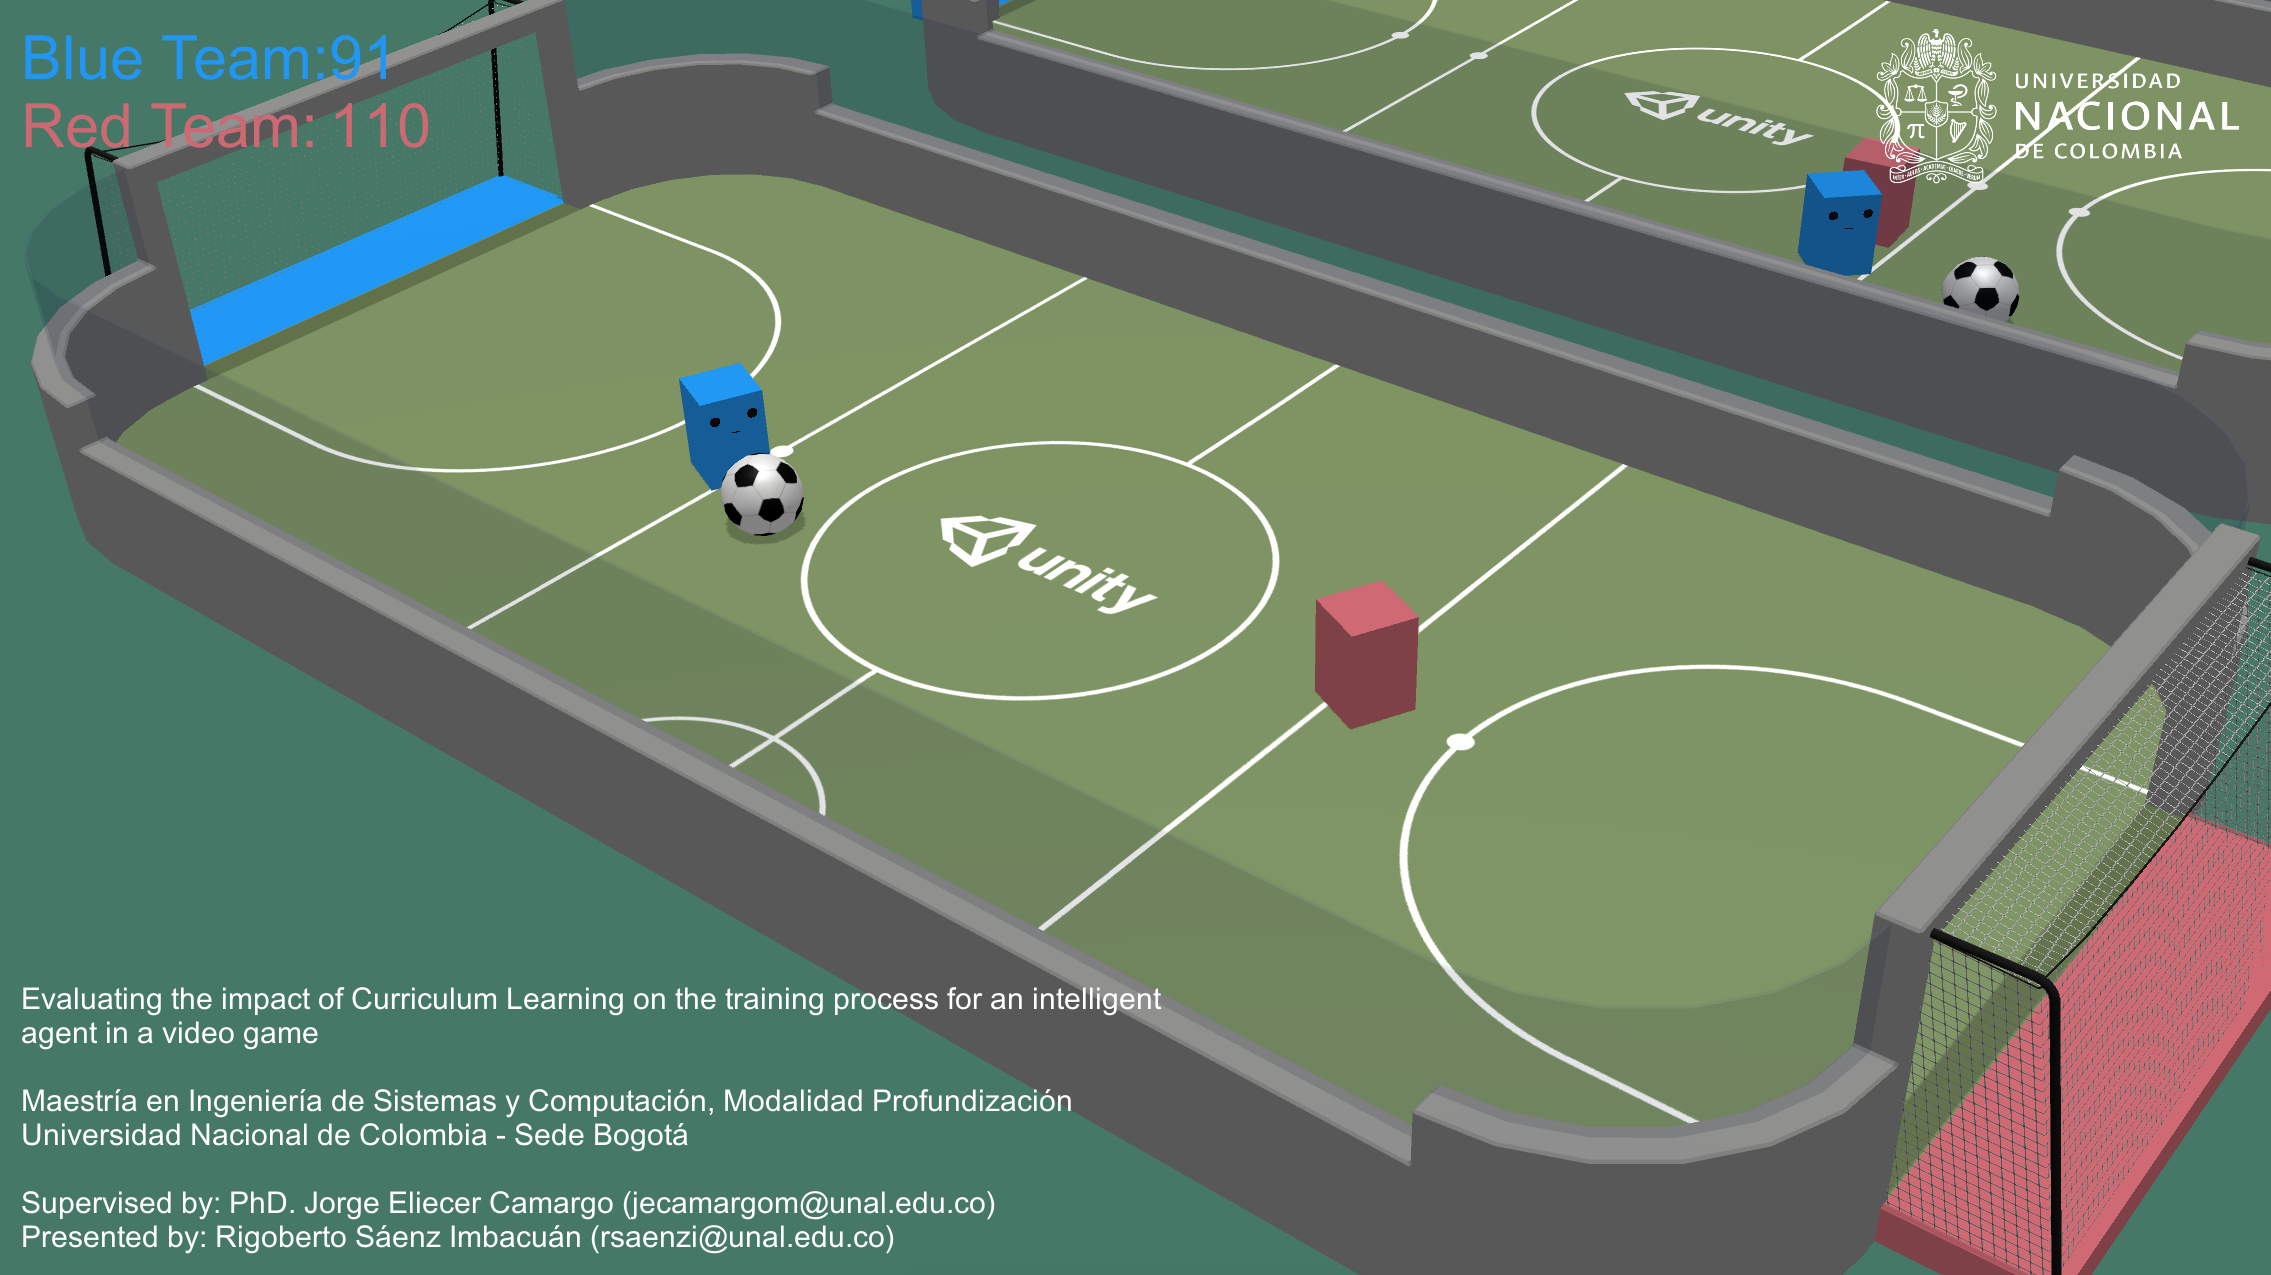 Blue Team:91
Red Team: 110
UNIVERSIDAD
NACIONAL
DE COLOMBIA
unity
unity
Evaluating the impact of Curriculum Learning on the training process for an intelligent
agent in a video game
Maestría en Ingeniería de Sistemas y Computación, Modalidad Profundización
Universidad Nacional de Colombia - Sede Bogotá
Supervised by: PhD. Jorge Eliecer Camargo (jecamargom@unal.edu.co)
Presented by: Rigoberto Sáenz Imbacuán (rsaenzi@unal.edu.co)